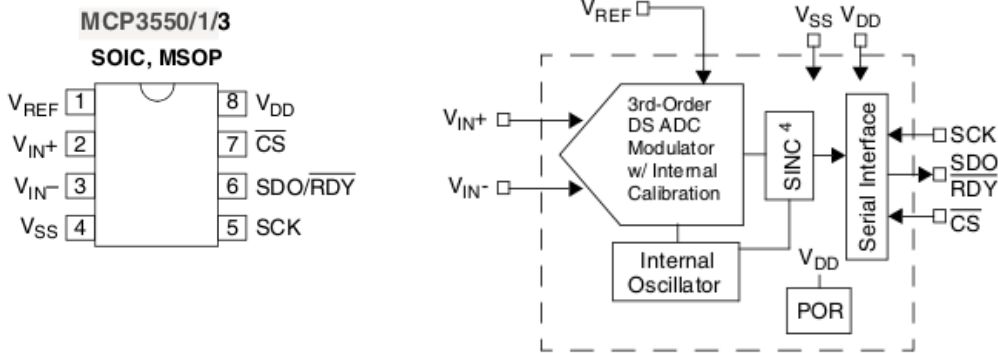 MCP3550/1/3
SOIC, MSOP
VREF 1
8 VDD
VIN+ 2
7 CS
VIN– 3
6 SDO/RDY
VSS 4
5 SCK
VREF
VSS VDD
VIN+
VIN-
3rd-Order
DS ADC
Modulator
w/ Internal
Calibration
SINC 4
Serial Interface
SCK
SDO
RDY
CS
Internal
Oscillator
VDD
POR